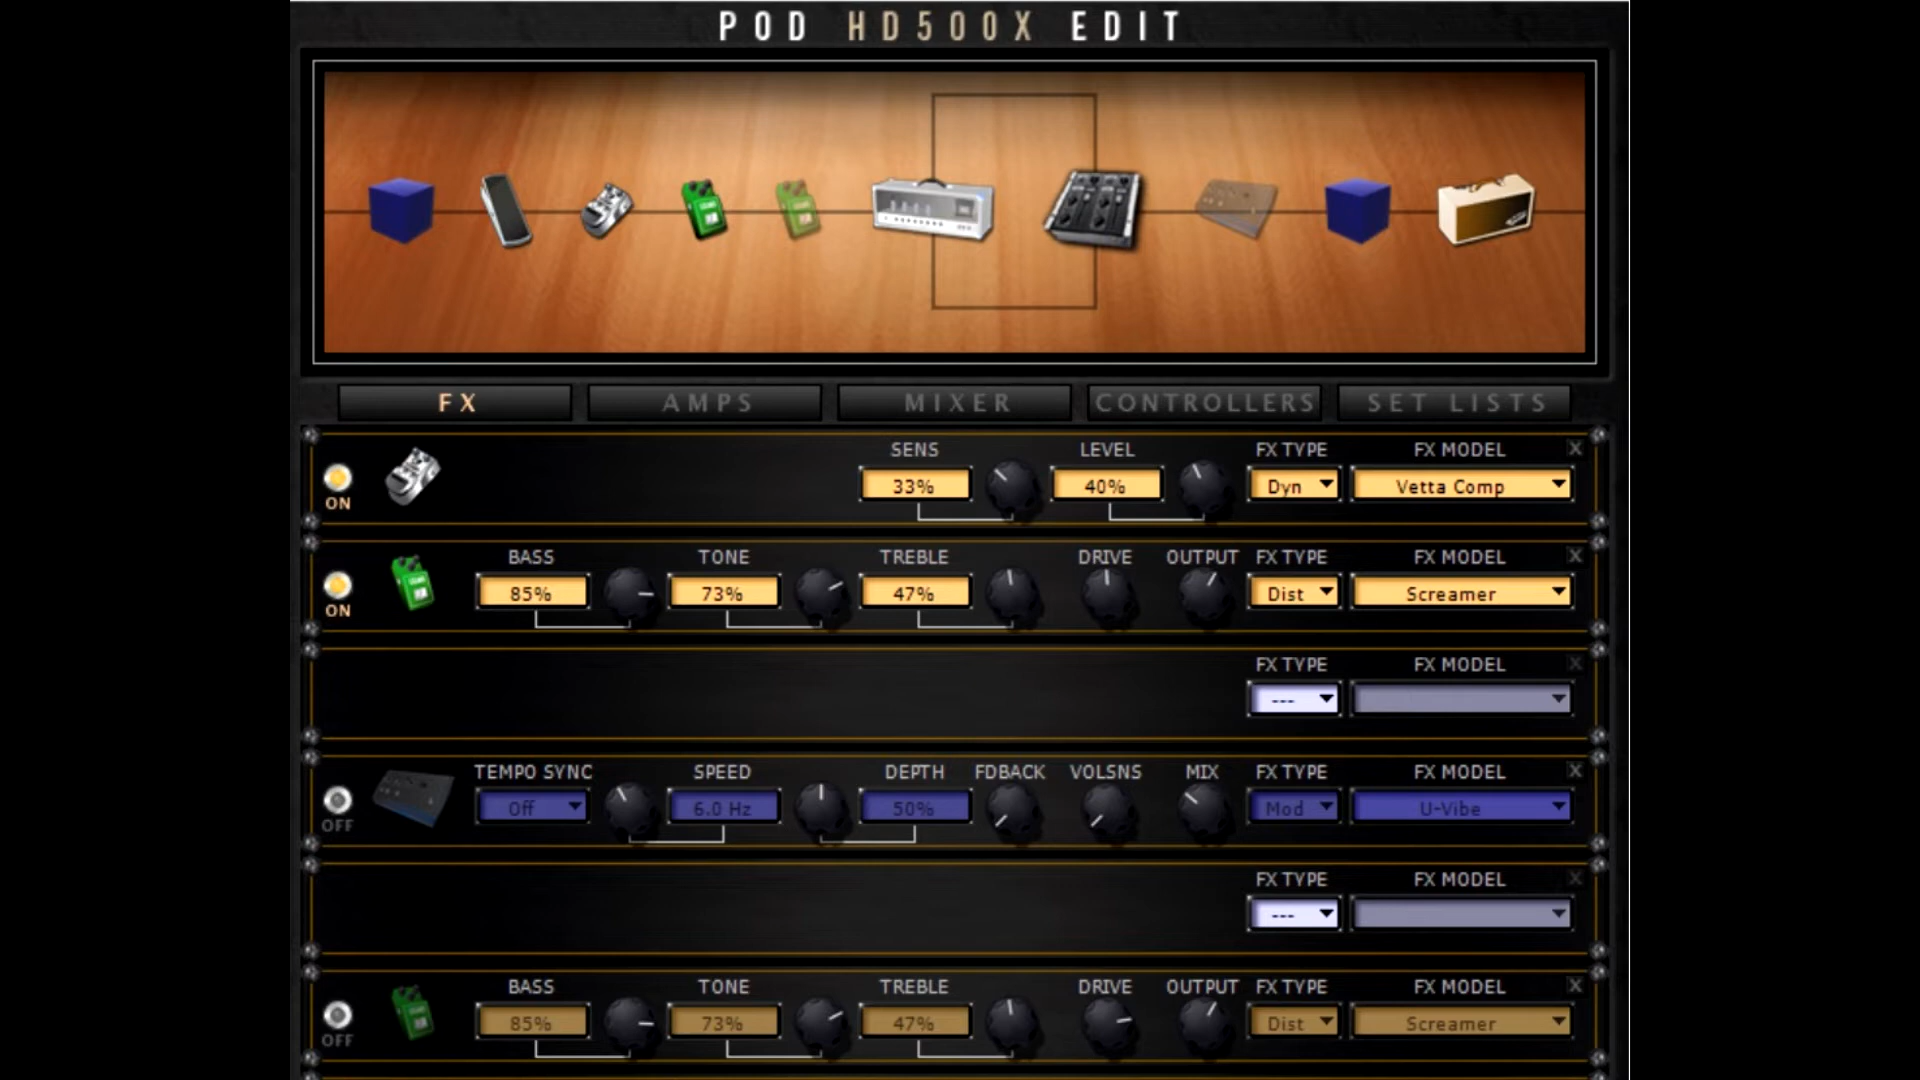 POD HD500X EDIT
FX AMPS MIXER CONTROLLERS SET LISTS
SENS LEVEL FX TYPE FX MODEL X
33% 40% Dyn Vetta Comp
ON
BASS TONE TREBLE DRIVE OUTPUT FX TYPE FX MODEL X
85% 73% 47% Dist Screamer
ON
FX TYPE FX MODEL X
---
TEMPO SYNC SPEED DEPTH FDBACK VOLSNS MIX FX TYPE FX MODEL X
Off 6.0 Hz 50% Mod U-Vibe
OFF
FX TYPE FX MODEL X
---
BASS TONE TREBLE DRIVE OUTPUT FX TYPE FX MODEL X
85% 73% 47% Dist Screamer
OFF